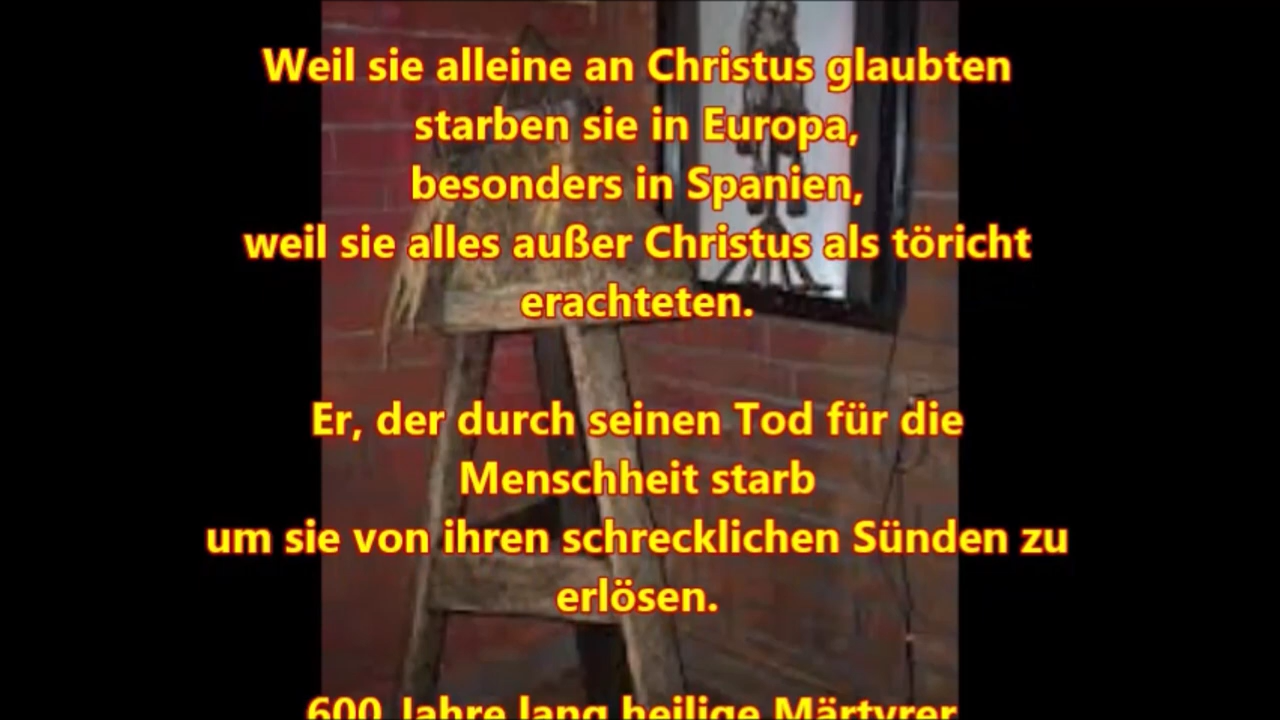 Weil sie alleine an Christus glaubten
starben sie in Europa,
besonders in Spanien,
weil sie alles außer Christus als töricht
erachteten.
Er, der durch seinen Tod für die
Menschheit starb
um sie von ihren schrecklichen Sünden zu
erlösen.
600 Jahre lang heilige Märtyrer